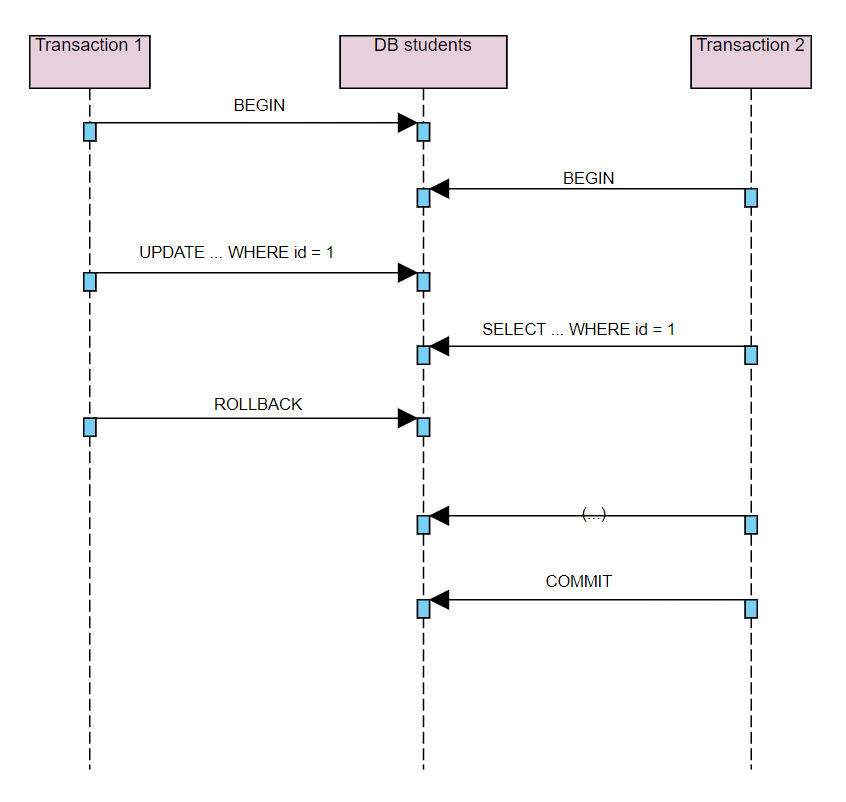 Transaction 1
DB students
Transaction 2
BEGIN
BEGIN
UPDATE ... WHERE id = 1
SELECT ... WHERE id = 1
ROLLBACK
(...)
COMMIT